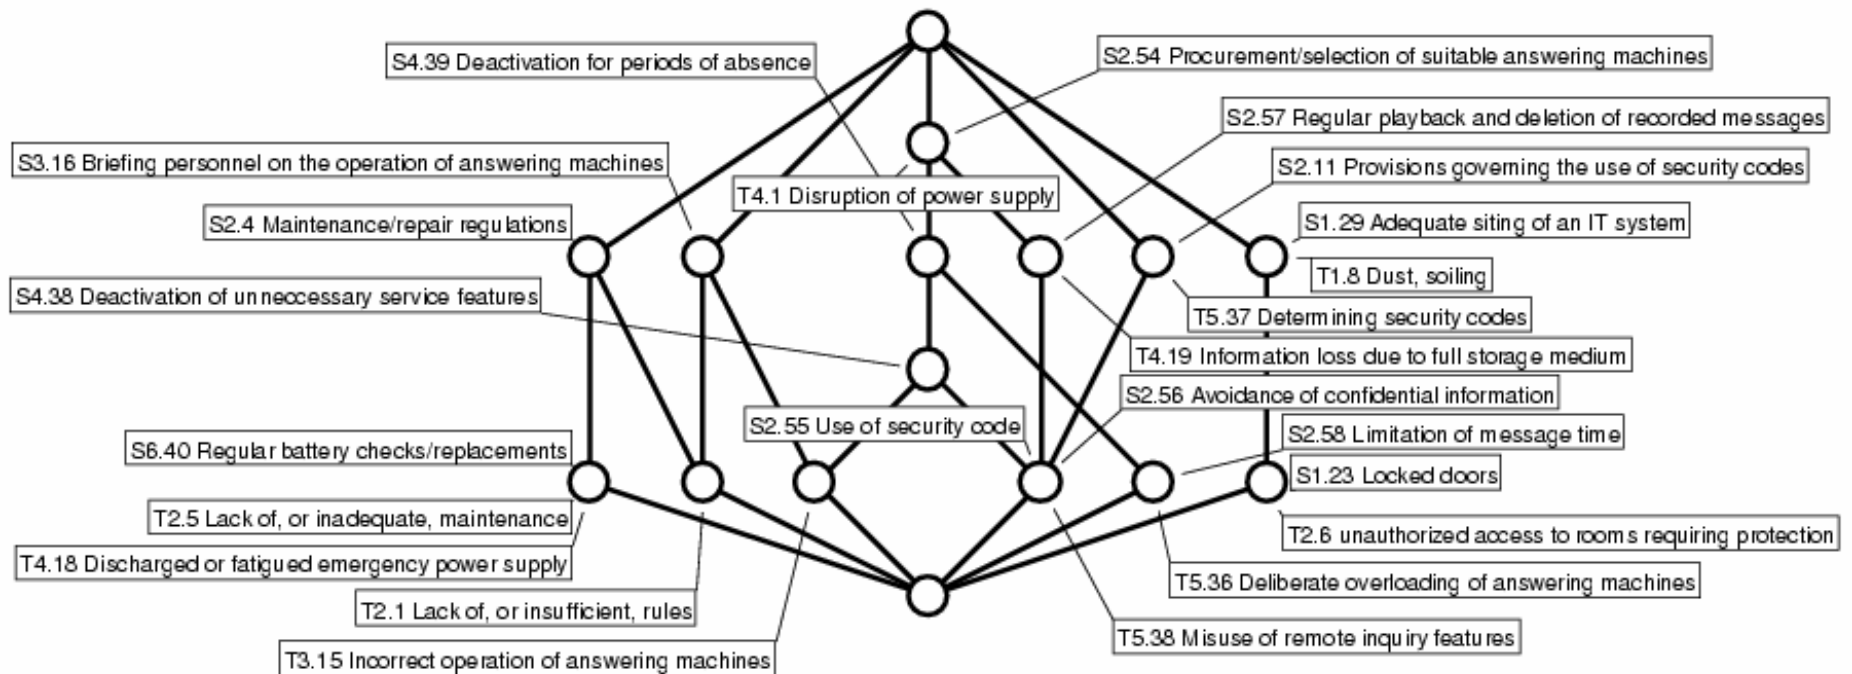 S4.39 Deactivation for periods of absence
S2.54 Procurement/selection of suitable answering machines
S2.57 Regular playback and deletion of recorded messages
S3.16 Briefing personnel on the operation of answering machines
S2.11 Provisions governing the use of security codes
T4.1 Disruption of power supply
S2.4 Maintenance/repair regulations
S1.29 Adequate siting of an IT system
T1.8 Dust, soiling
S4.38 Deactivation of unneccessary service features
T5.37 Determining security codes
T4.19 Information loss due to full storage medium
S2.56 Avoidance of confidential information
S2.55 Use of security code
S2.58 Limitation of message time
S6.40 Regular battery checks/replacements
S1.23 Locked doors
T2.5 Lack of, or inadequate, maintenance
T2.6 unauthorized access to rooms requiring protection
T4.18 Discharged or fatigued emergency power supply
T5.36 Deliberate overloading of answering machines
T2.1 Lack of, or insufficient, rules
T5.38 Misuse of remote inquiry features
T3.15 Incorrect operation of answering machines